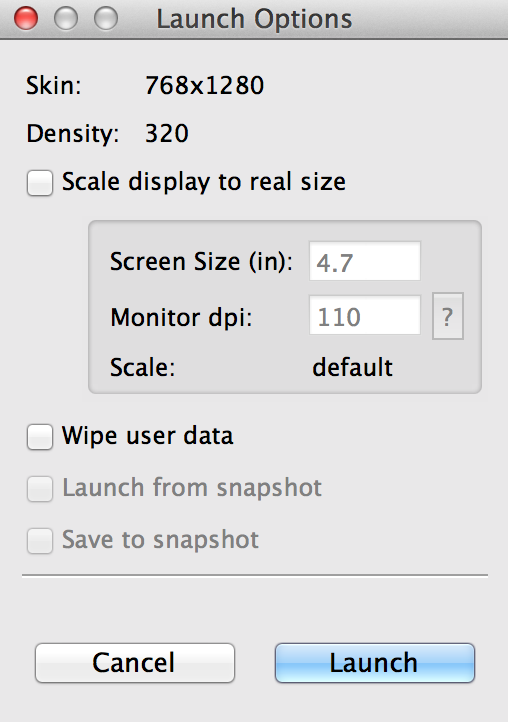 Launch Options
Skin: 768x1280
Density: 320
Scale display to real size
Screen Size (in): 4.7
Monitor dpi: 110 ?
Scale: default
Wipe user data
Launch from snapshot
Save to snapshot
Cancel Launch